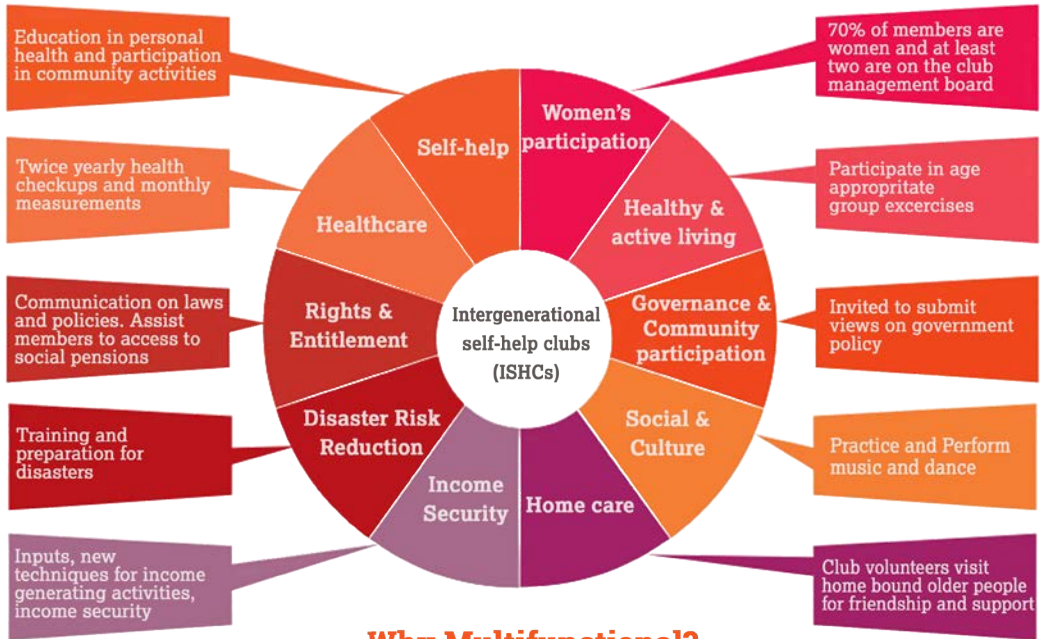 Education in personal
health and participation
in community activities
70% of members are
women and at least
two are on the club
management board
Twice yearly health
checkups and monthly
measurements
Participate in age
appropritate
group excercises
Communication on laws
and policies. Assist
members to access to
social pensions
Invited to submit
views on government
policy
Training and
preparation for
disasters
Practice and Perform
music and dance
Inputs, new
techniques for income
generating activities,
income security
Club volunteers visit
home bound older people
for friendship and support
Self-help
Women's
participation
Healthcare
Healthy &
active living
Rights &
Entitlement
Intergenerational
self-help clubs
(ISHCs)
Governance &
Community
participation
Disaster Risk
Reduction
Social &
Culture
Income
Security
Home care
Why Multifunctional?